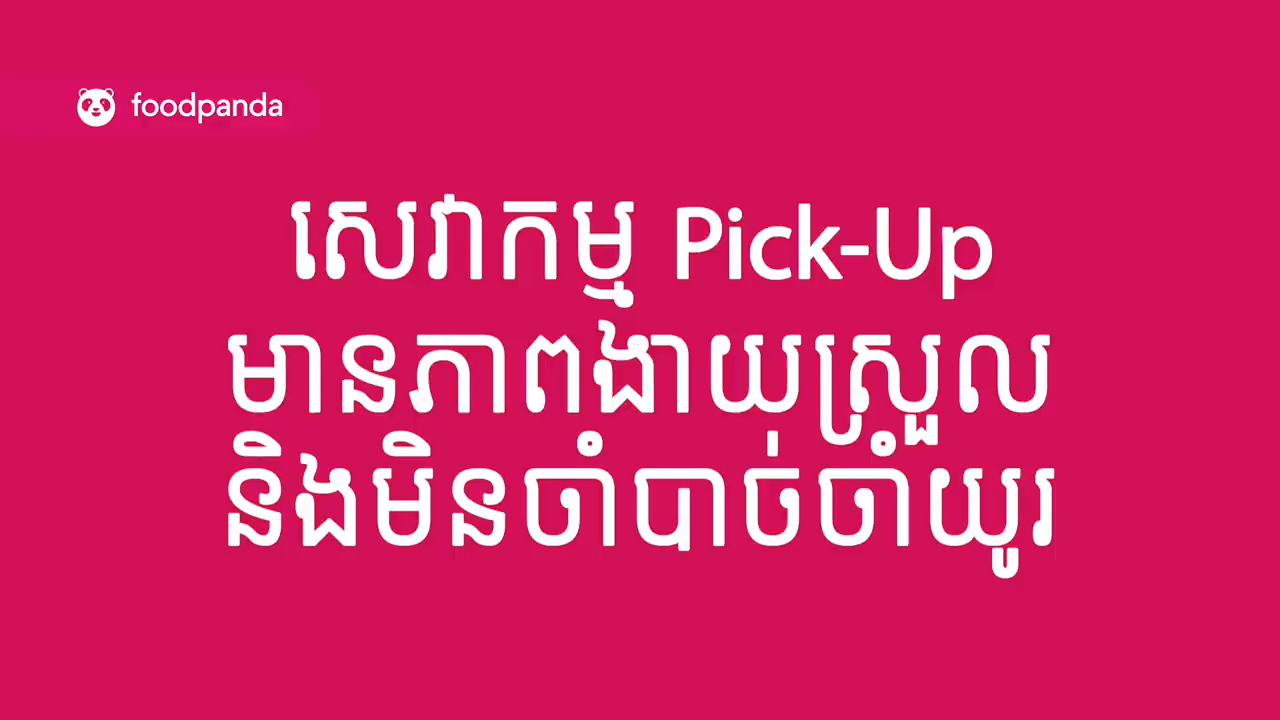 foodpanda
សេវាកម្ម Pick-Up
មានភាពងាយស្រួល
និងមិនចាំបាច់ចាំយូរ